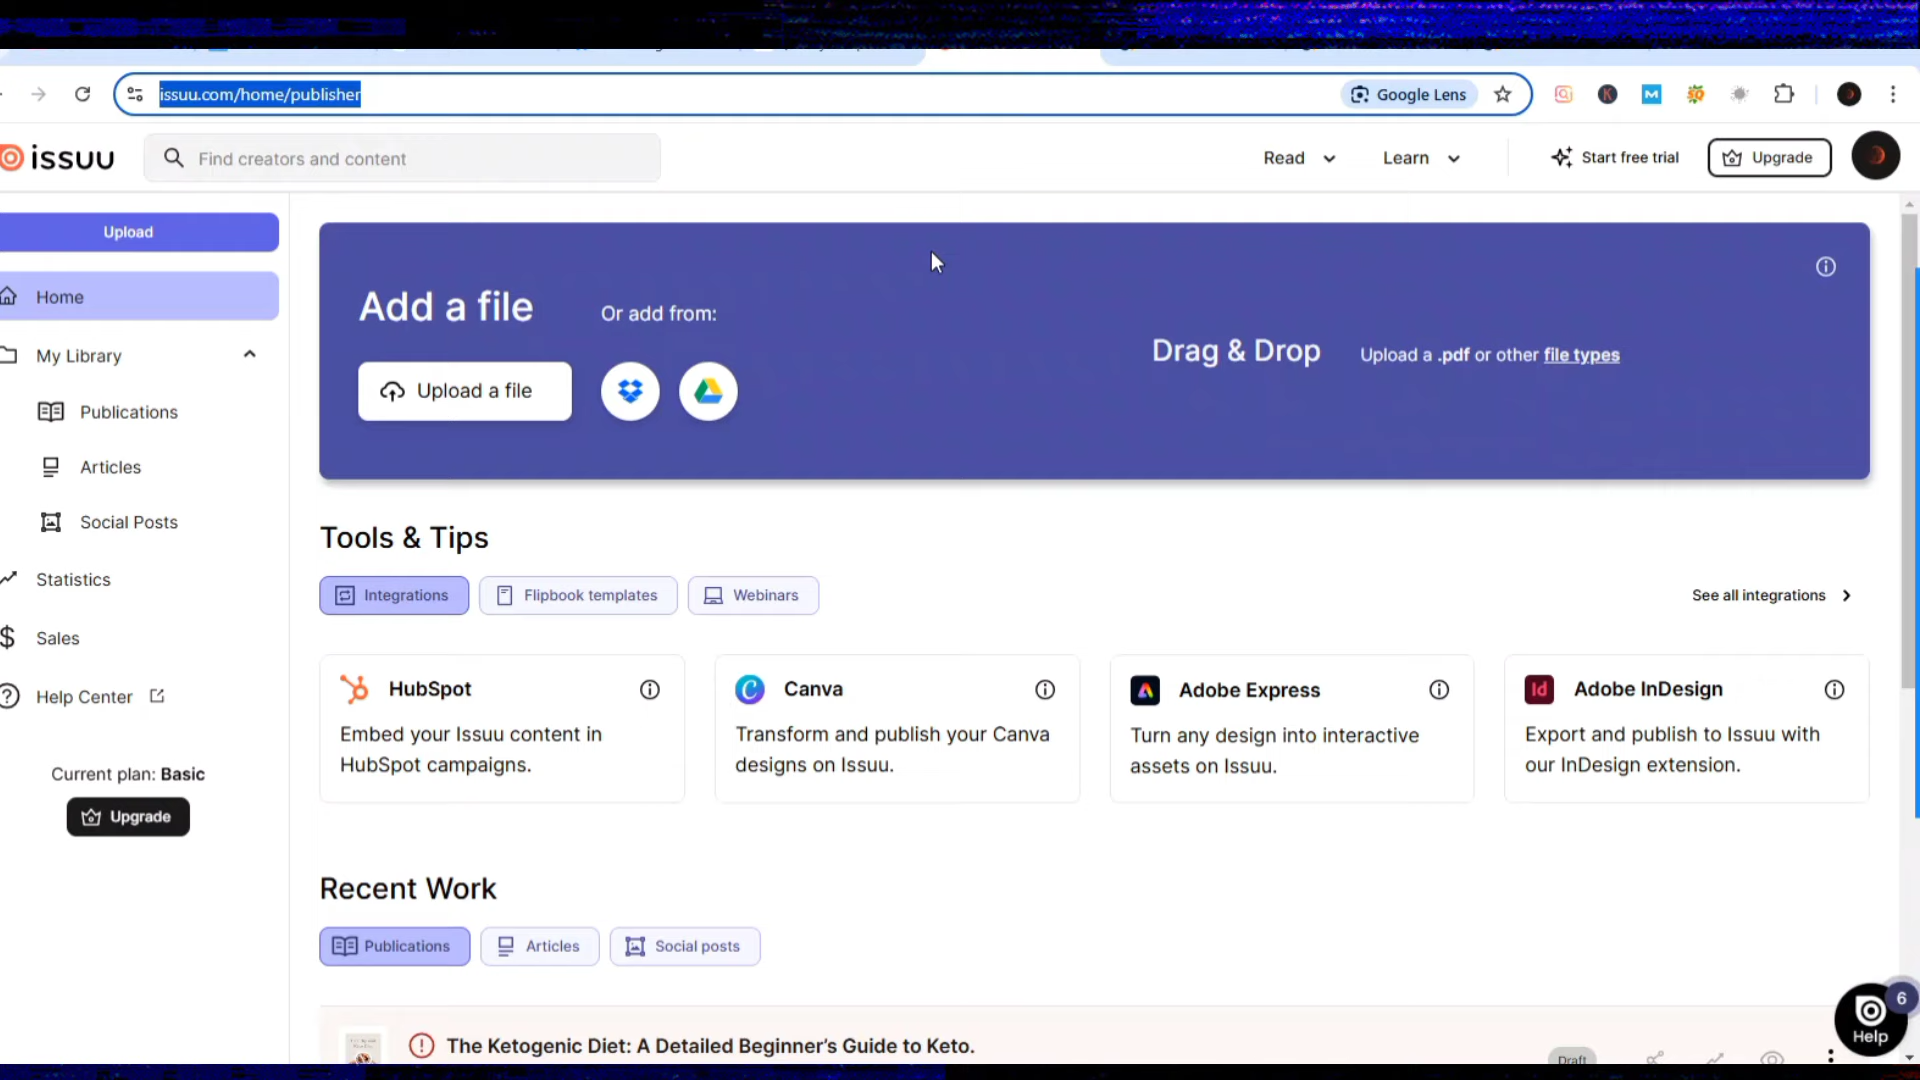 issuu.com/home/publisher
Google Lens
issuu
Find creators and content
Read
Learn
Start free trial
Upgrade
Upload
Home
My Library
Publications
Articles
Social Posts
Statistics
Sales
Help Center
Current plan: Basic
Upgrade
Add a file
Or add from:
Upload a file
Drag & Drop
Upload a .pdf or other file types
Tools & Tips
Integrations
Flipbook templates
Webinars
See all integrations
HubSpot
Embed your Issuu content in
HubSpot campaigns.
Canva
Transform and publish your Canva
designs on Issuu.
Adobe Express
Turn any design into interactive
assets on Issuu.
Id
Adobe InDesign
Export and publish to Issuu with
our InDesign extension.
Recent Work
Publications
Articles
Social posts
The Ketogenic Diet: A Detailed Beginner's Guide to Keto.
Draft
6
Help